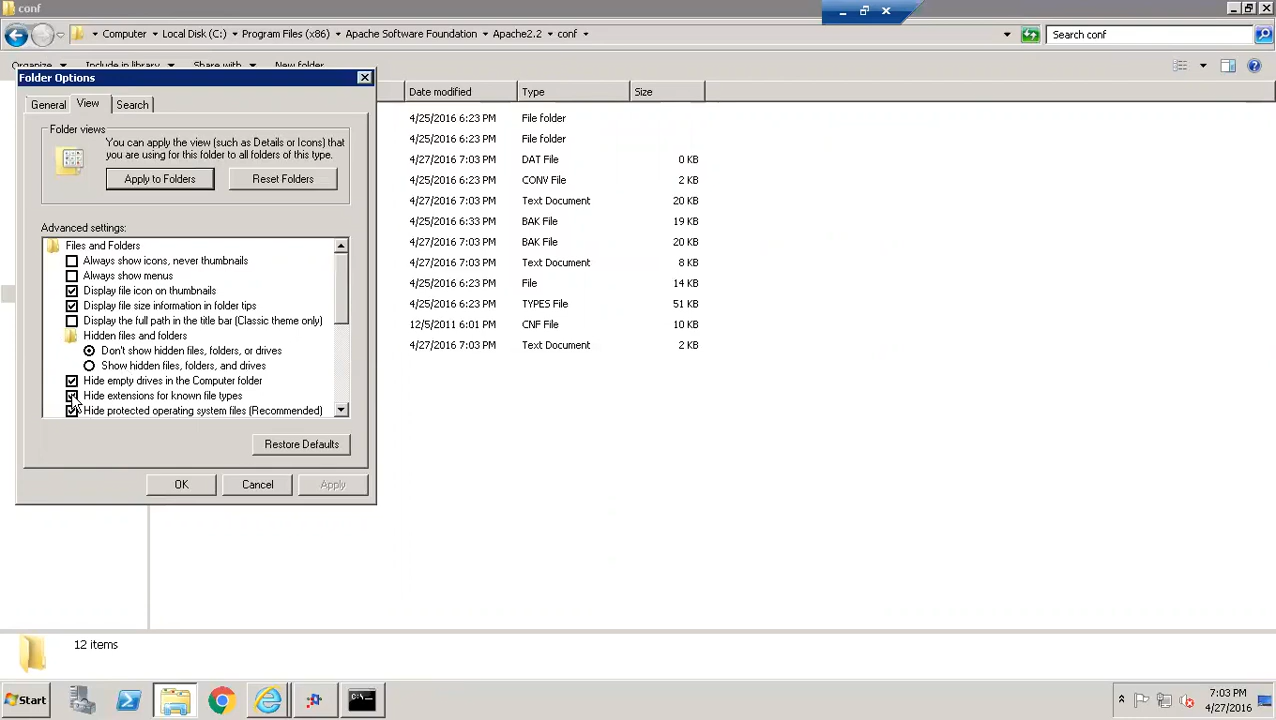 conf
Computer Local Disk (C:) Program Files (x86) Apache Software Foundation Apache2.2 conf
Search conf
Organize Include in library Share with New folder
Folder Options
General View Search
Folder views
You can apply the view (such as Details or Icons) that
you are using for this folder to all folders of this type.
Apply to Folders Reset Folders
Advanced settings:
Files and Folders
Always show icons, never thumbnails
Always show menus
Display file icon on thumbnails
Display file size information in folder tips
Display the full path in the title bar (Classic theme only)
Hidden files and folders
Don't show hidden files, folders, or drives
Show hidden files, folders, and drives
Hide empty drives in the Computer folder
Hide extensions for known file types
Hide protected operating system files (Recommended)
Restore Defaults
OK Cancel Apply
Date modified Type Size
4/25/2016 6:23 PM File folder
4/25/2016 6:23 PM File folder
4/27/2016 7:03 PM DAT File 0 KB
4/25/2016 6:23 PM CONV File 2 KB
4/27/2016 7:03 PM Text Document 20 KB
4/25/2016 6:33 PM BAK File 19 KB
4/27/2016 7:03 PM BAK File 20 KB
4/27/2016 7:03 PM Text Document 8 KB
4/25/2016 6:23 PM File 14 KB
4/25/2016 6:23 PM TYPES File 51 KB
12/5/2011 6:01 PM CNF File 10 KB
4/27/2016 7:03 PM Text Document 2 KB
12 items
Start
7:03 PM
4/27/2016